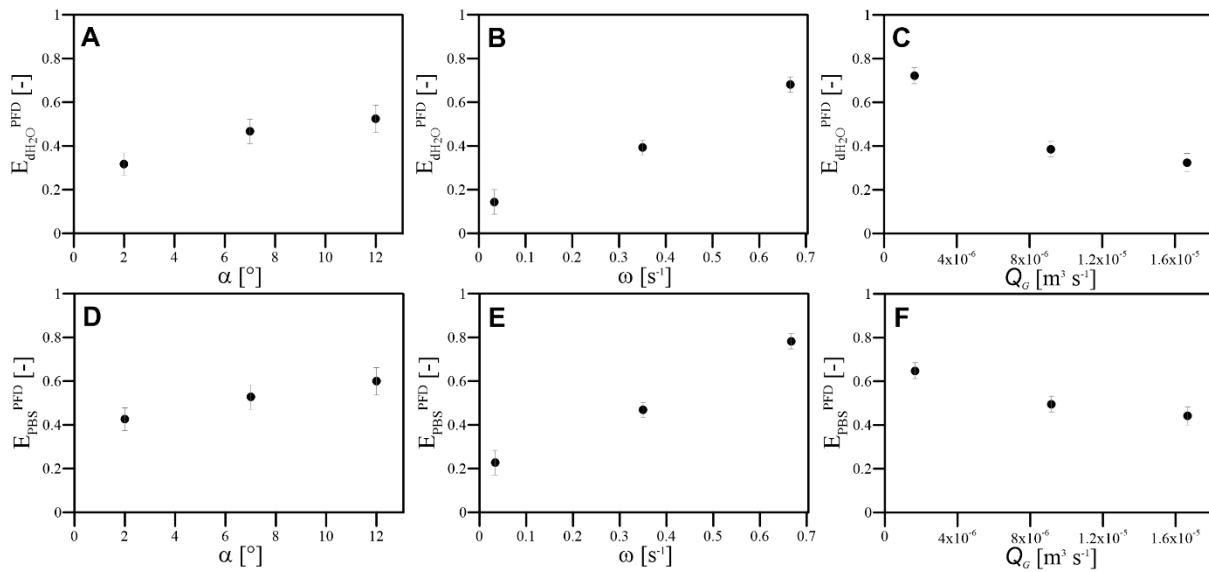 A
E_dH₂O^PFD [-]
1
0.8
0.6
0.4
0.2
0
0 2 4 6 8 10 12
α [°]
B
E_dH₂O^PFD [-]
1
0.8
0.6
0.4
0.2
0
0 0.1 0.2 0.3 0.4 0.5 0.6 0.7
ω [s⁻¹]
C
E_dH₂O^PFD [-]
1
0.8
0.6
0.4
0.2
0
0 4x10⁻⁶ 8x10⁻⁶ 1.2x10⁻⁵ 1.6x10⁻⁵
Q_G [m³ s⁻¹]
D
E_PBS^PFD [-]
1
0.8
0.6
0.4
0.2
0
0 2 4 6 8 10 12
α [°]
E
E_PBS^PFD [-]
1
0.8
0.6
0.4
0.2
0
0 0.1 0.2 0.3 0.4 0.5 0.6 0.7
ω [s⁻¹]
F
E_PBS^PFD [-]
1
0.8
0.6
0.4
0.2
0
0 4x10⁻⁶ 8x10⁻⁶ 1.2x10⁻⁵ 1.6x10⁻⁵
Q_G [m³ s⁻¹]